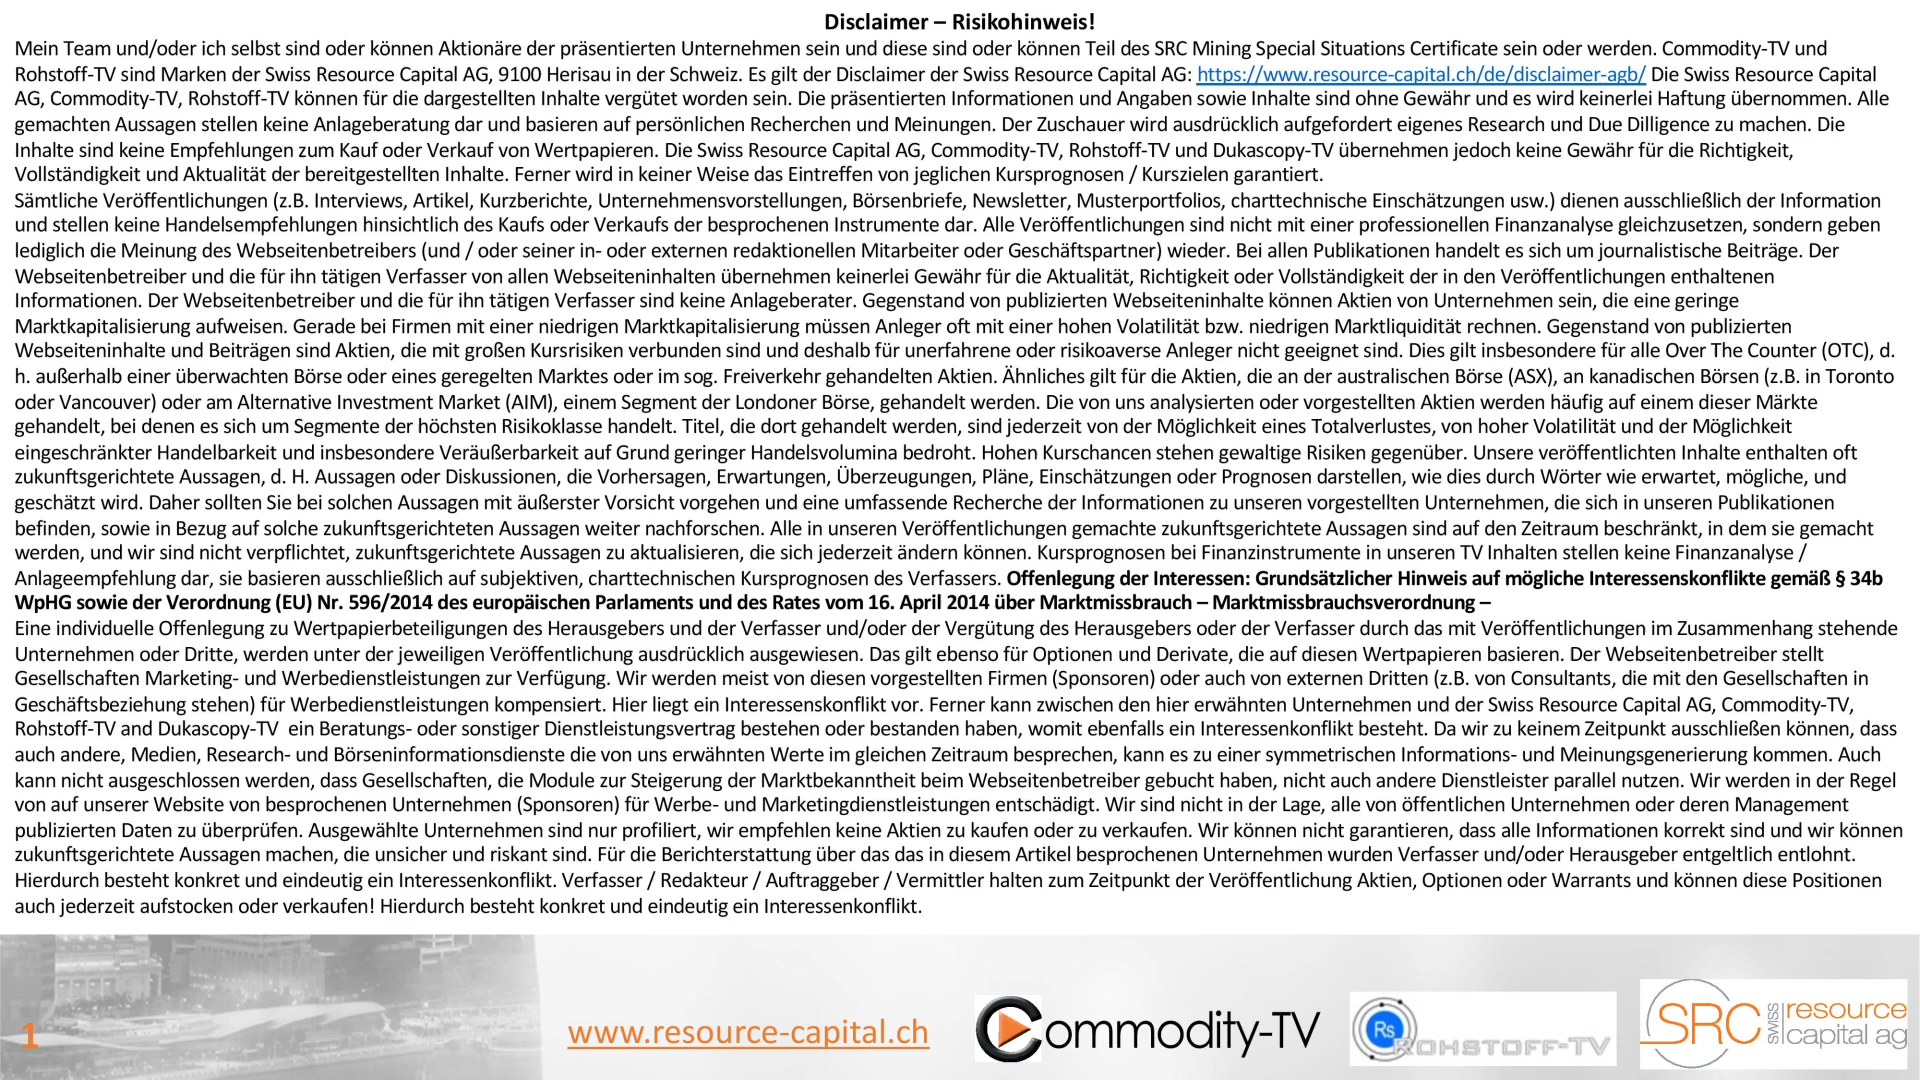 Disclaimer – Risikohinweis!
Mein Team und/oder ich selbst sind oder können Aktionäre der präsentierten Unternehmen sein und diese sind oder können Teil des SRC Mining Special Situations Certificate sein oder werden. Commodity-TV und
Rohstoff-TV sind Marken der Swiss Resource Capital AG, 9100 Herisau in der Schweiz. Es gilt der Disclaimer der Swiss Resource Capital AG: https://www.resource-capital.ch/de/disclaimer-agb/ Die Swiss Resource Capital
AG, Commodity-TV, Rohstoff-TV können für die dargestellten Inhalte vergütet worden sein. Die präsentierten Informationen und Angaben sowie Inhalte sind ohne Gewähr und es wird keinerlei Haftung übernommen. Alle
gemachten Aussagen stellen keine Anlageberatung dar und basieren auf persönlichen Recherchen und Meinungen. Der Zuschauer wird ausdrücklich aufgefordert eigenes Research und Due Dilligence zu machen. Die
Inhalte sind keine Empfehlungen zum Kauf oder Verkauf von Wertpapieren. Die Swiss Resource Capital AG, Commodity-TV, Rohstoff-TV und Dukascopy-TV übernehmen jedoch keine Gewähr für die Richtigkeit,
Vollständigkeit und Aktualität der bereitgestellten Inhalte. Ferner wird in keiner Weise das Eintreffen von jeglichen Kursprognosen / Kurszielen garantiert.
Sämtliche Veröffentlichungen (z.B. Interviews, Artikel, Kurzberichte, Unternehmensvorstellungen, Börsenbriefe, Newsletter, Musterportfolios, charttechnische Einschätzungen usw.) dienen ausschließlich der Information
und stellen keine Handelsempfehlungen hinsichtlich des Kaufs oder Verkaufs der besprochenen Instrumente dar. Alle Veröffentlichungen sind nicht mit einer professionellen Finanzanalyse gleichzusetzen, sondern geben
lediglich die Meinung des Webseitenbetreibers (und / oder seiner in- oder externen redaktionellen Mitarbeiter oder Geschäftspartner) wieder. Bei allen Publikationen handelt es sich um journalistische Beiträge. Der
Webseitenbetreiber und die für ihn tätigen Verfasser von allen Webseiteninhalten übernehmen keinerlei Gewähr für die Aktualität, Richtigkeit oder Vollständigkeit der in den Veröffentlichungen enthaltenen
Informationen. Der Webseitenbetreiber und die für ihn tätigen Verfasser sind keine Anlageberater. Gegenstand von publizierten Webseiteninhalte können Aktien von Unternehmen sein, die eine geringe
Marktkapitalisierung aufweisen. Gerade bei Firmen mit einer niedrigen Marktkapitalisierung müssen Anleger oft mit einer hohen Volatilität bzw. niedrigen Marktliquidität rechnen. Gegenstand von publizierten
Webseiteninhalte und Beiträgen sind Aktien, die mit großen Kursrisiken verbunden sind und deshalb für unerfahrene oder risikoaverse Anleger nicht geeignet sind. Dies gilt insbesondere für alle Over The Counter (OTC), d.
h. außerhalb einer überwachten Börse oder eines geregelten Marktes oder im sog. Freiverkehr gehandelten Aktien. Ähnliches gilt für die Aktien, die an der australischen Börse (ASX), an kanadischen Börsen (z.B. in Toronto
oder Vancouver) oder am Alternative Investment Market (AIM), einem Segment der Londoner Börse, gehandelt werden. Die von uns analysierten oder vorgestellten Aktien werden häufig auf einem dieser Märkte
gehandelt, bei denen es sich um Segmente der höchsten Risikoklasse handelt. Titel, die dort gehandelt werden, sind jederzeit von der Möglichkeit eines Totalverlustes, von hoher Volatilität und der Möglichkeit
eingeschränkter Handelbarkeit und insbesondere Veräußerbarkeit auf Grund geringer Handelsvolumina bedroht. Hohen Kurschancen stehen gewaltige Risiken gegenüber. Unsere veröffentlichten Inhalte enthalten oft
zukunftsgerichtete Aussagen, d. H. Aussagen oder Diskussionen, die Vorhersagen, Erwartungen, Überzeugungen, Pläne, Einschätzungen oder Prognosen darstellen, wie dies durch Wörter wie erwartet, mögliche, und
geschätzt wird. Daher sollten Sie bei solchen Aussagen mit äußerster Vorsicht vorgehen und eine umfassende Recherche der Informationen zu unseren vorgestellten Unternehmen, die sich in unseren Publikationen
befinden, sowie in Bezug auf solche zukunftsgerichteten Aussagen weiter nachforschen. Alle in unseren Veröffentlichungen gemachte zukunftsgerichtete Aussagen sind auf den Zeitraum beschränkt, in dem sie gemacht
werden, und wir sind nicht verpflichtet, zukunftsgerichtete Aussagen zu aktualisieren, die sich jederzeit ändern können. Kursprognosen bei Finanzinstrumente in unseren TV Inhalten stellen keine Finanzanalyse /
Anlageempfehlung dar, sie basieren ausschließlich auf subjektiven, charttechnischen Kursprognosen des Verfassers. Offenlegung der Interessen: Grundsätzlicher Hinweis auf mögliche Interessenskonflikte gemäß § 34b
WpHG sowie der Verordnung (EU) Nr. 596/2014 des europäischen Parlaments und des Rates vom 16. April 2014 über Marktmissbrauch – Marktmissbrauchsverordnung –
Eine individuelle Offenlegung zu Wertpapierbeteiligungen des Herausgebers und der Verfasser und/oder der Vergütung des Herausgebers oder der Verfasser durch das mit Veröffentlichungen im Zusammenhang stehende
Unternehmen oder Dritte, werden unter der jeweiligen Veröffentlichung ausdrücklich ausgewiesen. Das gilt ebenso für Optionen und Derivate, die auf diesen Wertpapieren basieren. Der Webseitenbetreiber stellt
Gesellschaften Marketing- und Werbedienstleistungen zur Verfügung. Wir werden meist von diesen vorgestellten Firmen (Sponsoren) oder auch von externen Dritten (z.B. von Consultants, die mit den Gesellschaften in
Geschäftsbeziehung stehen) für Werbedienstleistungen kompensiert. Hier liegt ein Interessenskonflikt vor. Ferner kann zwischen den hier erwähnten Unternehmen und der Swiss Resource Capital AG, Commodity-TV,
Rohstoff-TV and Dukascopy-TV ein Beratungs- oder sonstiger Dienstleistungsvertrag bestehen oder bestanden haben, womit ebenfalls ein Interessenkonflikt besteht. Da wir zu keinem Zeitpunkt ausschließen können, dass
auch andere, Medien, Research- und Börseninformationsdienste die von uns erwähnten Werte im gleichen Zeitraum besprechen, kann es zu einer symmetrischen Informations- und Meinungsgenerierung kommen. Auch
kann nicht ausgeschlossen werden, dass Gesellschaften, die Module zur Steigerung der Marktbekanntheit beim Webseitenbetreiber gebucht haben, nicht auch andere Dienstleister parallel nutzen. Wir werden in der Regel
von auf unserer Website von besprochenen Unternehmen (Sponsoren) für Werbe- und Marketingdienstleistungen entschädigt. Wir sind nicht in der Lage, alle von öffentlichen Unternehmen oder deren Management
publizierten Daten zu überprüfen. Ausgewählte Unternehmen sind nur profiliert, wir empfehlen keine Aktien zu kaufen oder zu verkaufen. Wir können nicht garantieren, dass alle Informationen korrekt sind und wir können
zukunftsgerichtete Aussagen machen, die unsicher und riskant sind. Für die Berichterstattung über das das in diesem Artikel besprochenen Unternehmen wurden Verfasser und/oder Herausgeber entgeltlich entlohnt.
Hierdurch besteht konkret und eindeutig ein Interessenkonflikt. Verfasser / Redakteur / Auftraggeber / Vermittler halten zum Zeitpunkt der Veröffentlichung Aktien, Optionen oder Warrants und können diese Positionen
auch jederzeit aufstocken oder verkaufen! Hierdurch besteht konkret und eindeutig ein Interessenkonflikt.
1
www.resource-capital.ch
Commodity-TV
Rs ROHSTOFF-TV
SRC swiss resource
capital ag